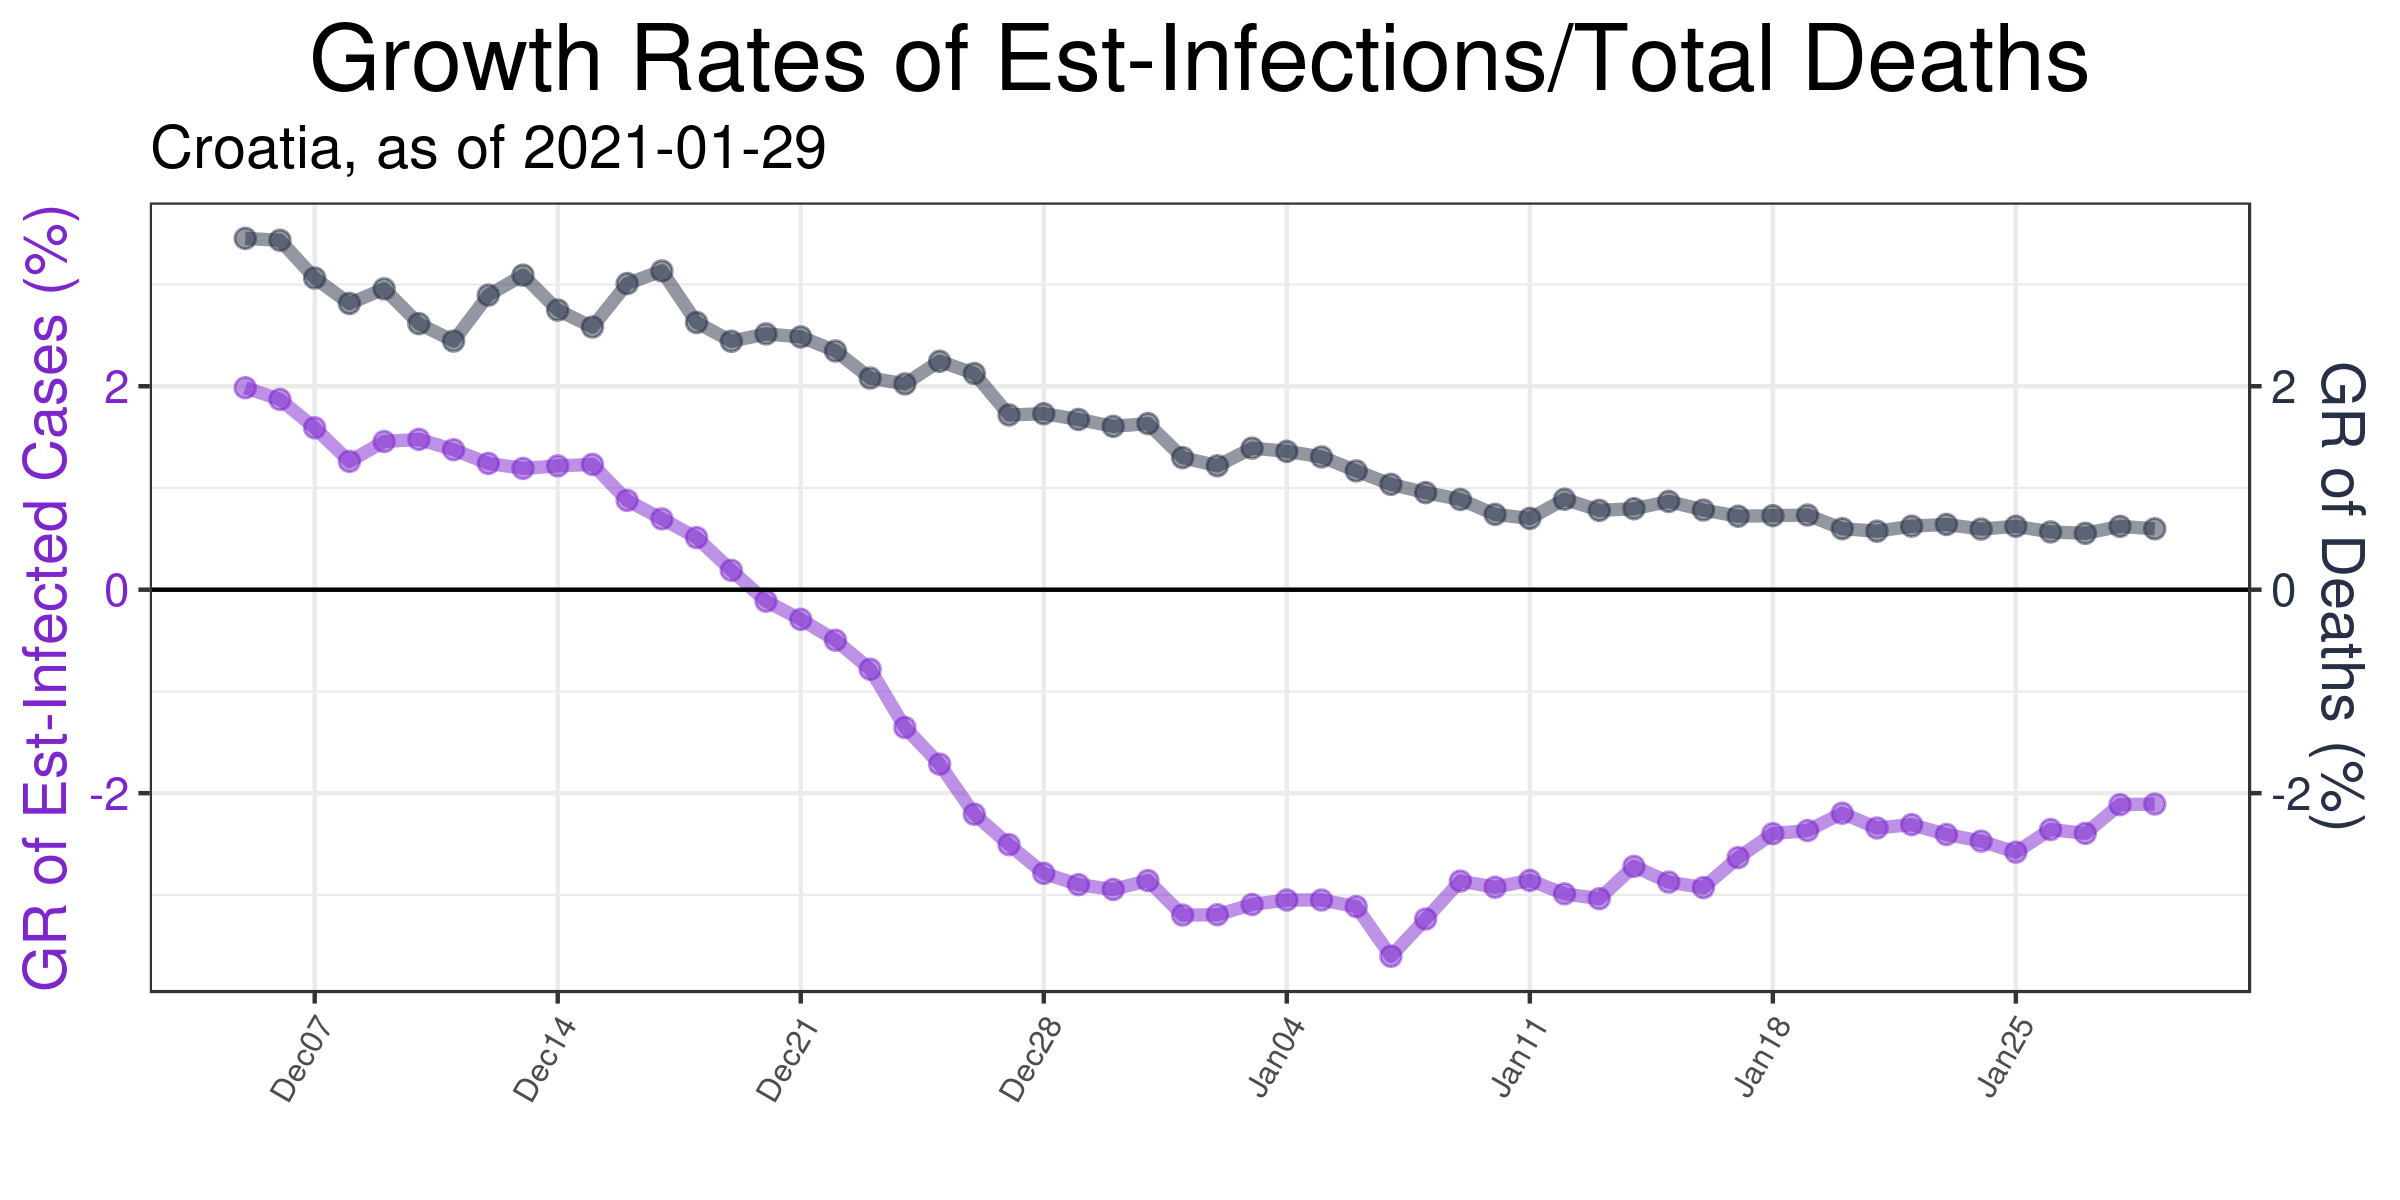 Growth Rates of Est-Infections/Total Deaths
Croatia, as of 2021-01-29
GR of Est-Infected Cases (%)
2
0
-2
2
0
-2
GR of Deaths (%)
Dec07
Dec14
Dec21
Dec28
Jan04
Jan11
Jan18
Jan25